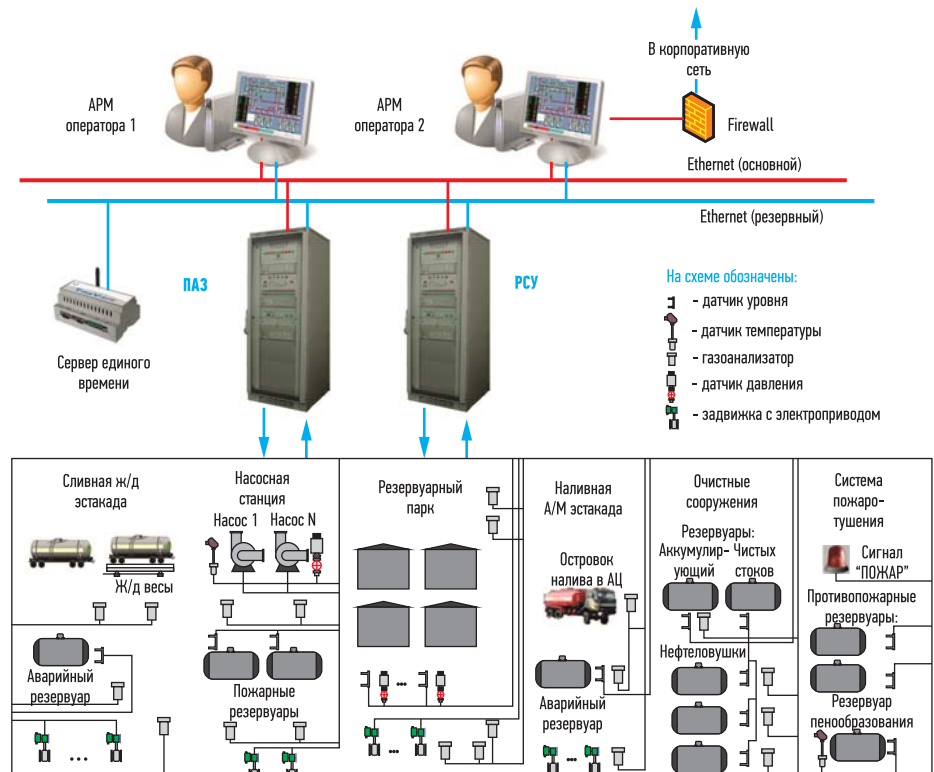 В корпоративную
сеть
АРМ
оператора 1
АРМ
оператора 2
Firewall
Ethernet (основной)
Ethernet (резервный)
ПАЗ
РСУ
Сервер единого
времени
На схеме обозначены:
- датчик уровня
- датчик температуры
- газоанализатор
- датчик давления
- задвижка с электроприводом
Сливная ж/д
эстакада
Ж/д весы
Аварийный
резервуар
...
Насосная
станция
Насос 1
Насос N
Пожарные
резервуары
Резервуарный
парк
...
...
Наливная
А/М эстакада
Островок
налива в АЦ
Аварийный
резервуар
...
Очистные
сооружения
Резервуары:
Аккумулир-
ующий
Чистых
стоков
Нефтеловушки
Система
пожаро-
тушения
Сигнал
"ПОЖАР"
Противопожарные
резервуары:
Резервуар
пенообразования